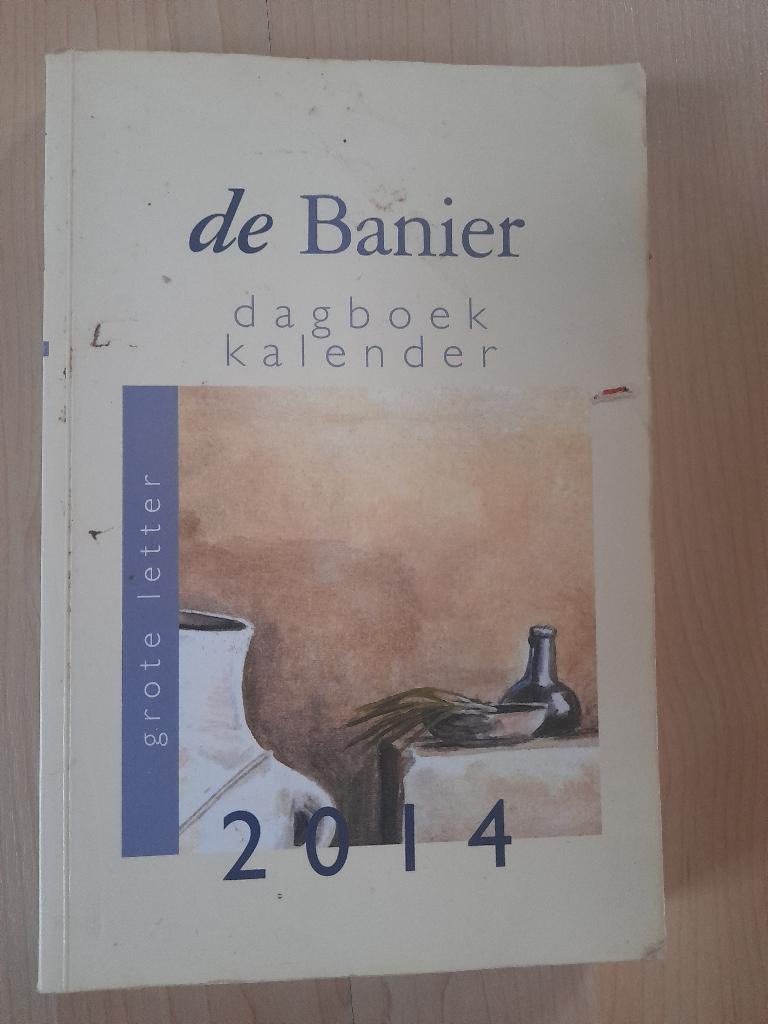 de Banier
dagboek
kalender
grote letter
2014